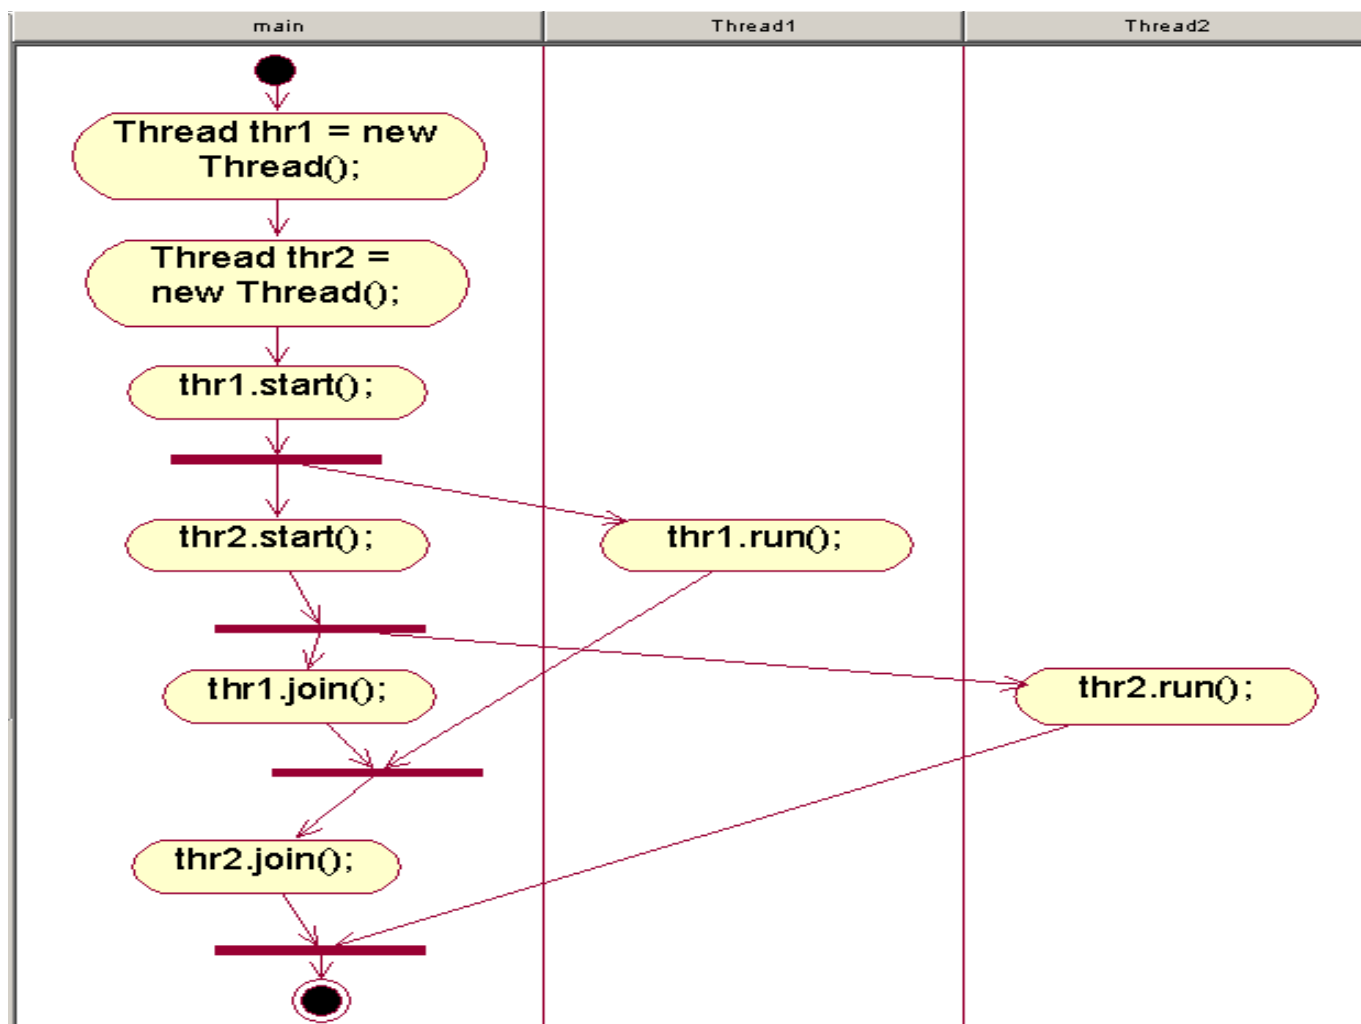 main
Thread1
Thread2
Thread thr1 = new
Thread();
Thread thr2 =
new Thread();
thr1.start();
thr2.start();
thr1.run();
thr1.join();
thr2.run();
thr2.join();